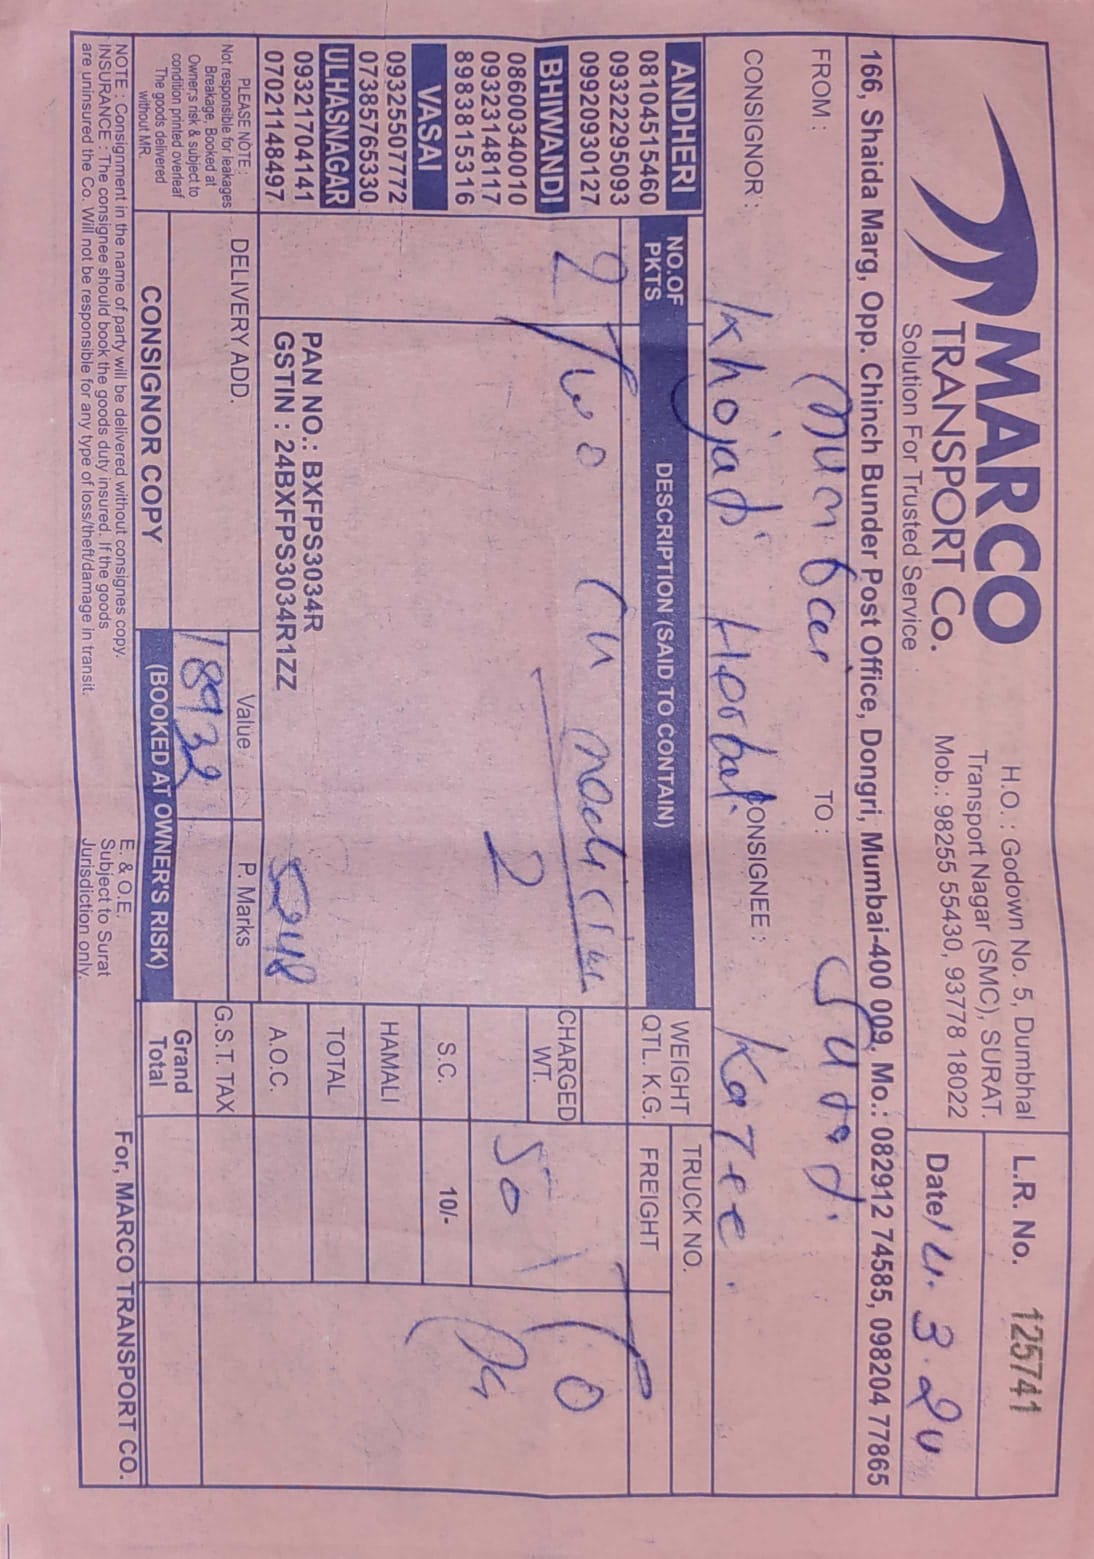 MARCO
TRANSPORT Co.
Solution For Trusted Service
H.O. : Godown No. 5, Dumbhal
Transport Nagar (SMC), SURAT.
Mob.: 98255 55430, 93778 18022
L.R. No. 125741
Date 14.3.24
166, Shaida Marg, Opp. Chinch Bunder Post Office, Dongri, Mumbai-400 009, Mo.: 082912 74585, 098204 77865
FROM : Mumbai TO : Surat.
CONSIGNOR : Khojati Herbal. CONSIGNEE : Karee.
ANDHERI
08104515460
09322295093
09920930127
BHIWANDI
08600340010
09323148117
8983815316
VASAI
09325507772
07385765330
ULHASNAGAR
09321704141
07021148497
NO.OF PKTS
DESCRIPTION (SAID TO CONTAIN)
WEIGHT QTL. K.G.
TRUCK NO.
FREIGHT
2 Two
2
CHARGED WT.
50
S.C. 10/-
HAMALI
TOTAL
A.O.C.
G.S.T. TAX
Grand Total
PAN NO.: BXFPS3034R
GSTIN : 24BXFPS3034R1ZZ
PLEASE NOTE :
Not responsible for leakages
Breakage, Booked at
Owner,s risk & subject to
condition printed overleaf
The goods delivered
without MR.
DELIVERY ADD.
Value
18932
P. Marks
CONSIGNOR COPY
(BOOKED AT OWNER'S RISK)
NOTE : Consignment in the name of party will be delivered without consignes copy.
INSURANCE : The consignee should book the goods duty insured. If the goods
are uninsured the Co. Will not be responsible for any type of loss/theft/damage in transit.
E. & O.E.
Subject to Surat
Jurisdiction only.
For, MARCO TRANSPORT CO.